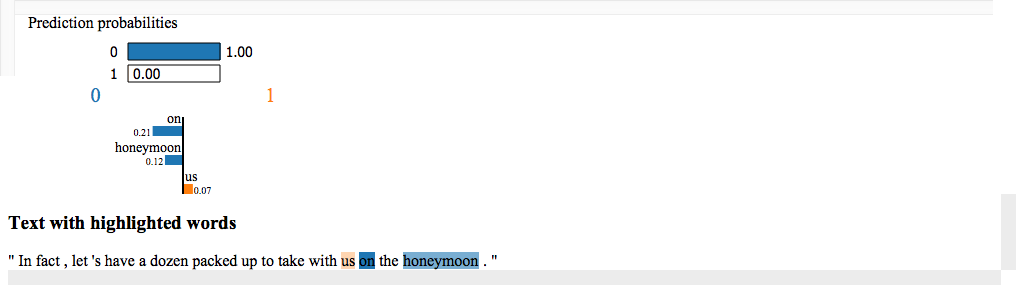 Prediction probabilities
0 1.00
1 0.00
0 1
on
0.21
honeymoon
0.12
us
0.07
Text with highlighted words
" In fact , let 's have a dozen packed up to take with us on the honeymoon . "